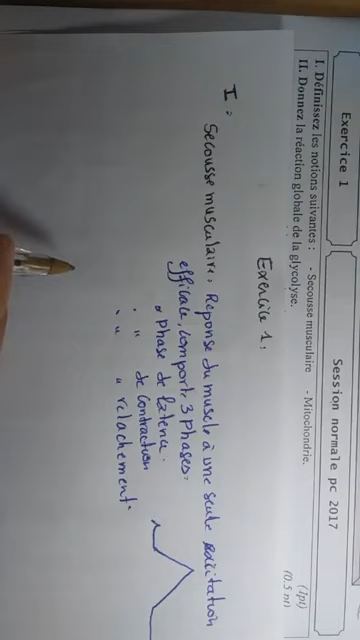 Exercice 1
Session normale pc 2017
I. Définissez les notions suivantes : - Secousse musculaire - Mitochondrie. (1pt)
II. Donnez la réaction globale de la glycolyse. (0.5 pt)
Exercice 1.
I.
Secousse musculaire. Réponse du muscle à une seule excitation
efficace, comporte 3 phases.
* Phase de latence.
" " de contraction
" " relachement.